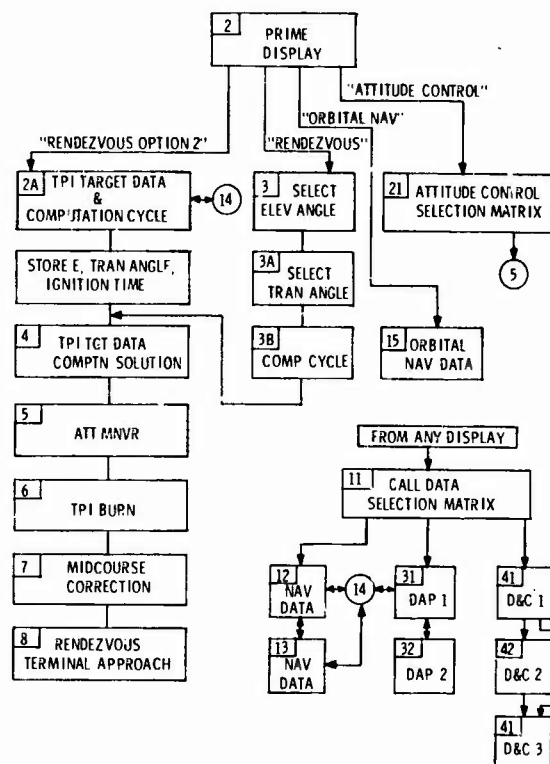 2
PRIME
DISPLAY
"ATTITUDE CONTROL"
"ORBITAL NAV"
"RENDEZVOUS OPTION 2"
"RENDEZVOUS"
2A
TPI TARGET DATA
&
COMPUTATION CYCLE
14
3
SELECT
ELEV ANGLE
21
ATTITUDE CONTROL
SELECTION MATRIX
5
STORE E, TRAN ANGLE,
IGNITION TIME
3A
SELECT
TRAN ANGLE
4
TPI TGT DATA
COMPTN SOLUTION
3B
COMP CYCLE
15
ORBITAL
NAV DATA
5
ATT MNVR
FROM ANY DISPLAY
6
TPI BURN
11
CALL DATA
SELECTION MATRIX
7
MIDCOURSE
CORRECTION
12
NAV
DATA
14
31
DAP 1
41
D&C 1
8
RENDEZVOUS
TERMINAL APPROACH
13
NAV
DATA
32
DAP 2
42
D&C 2
41
D&C 3